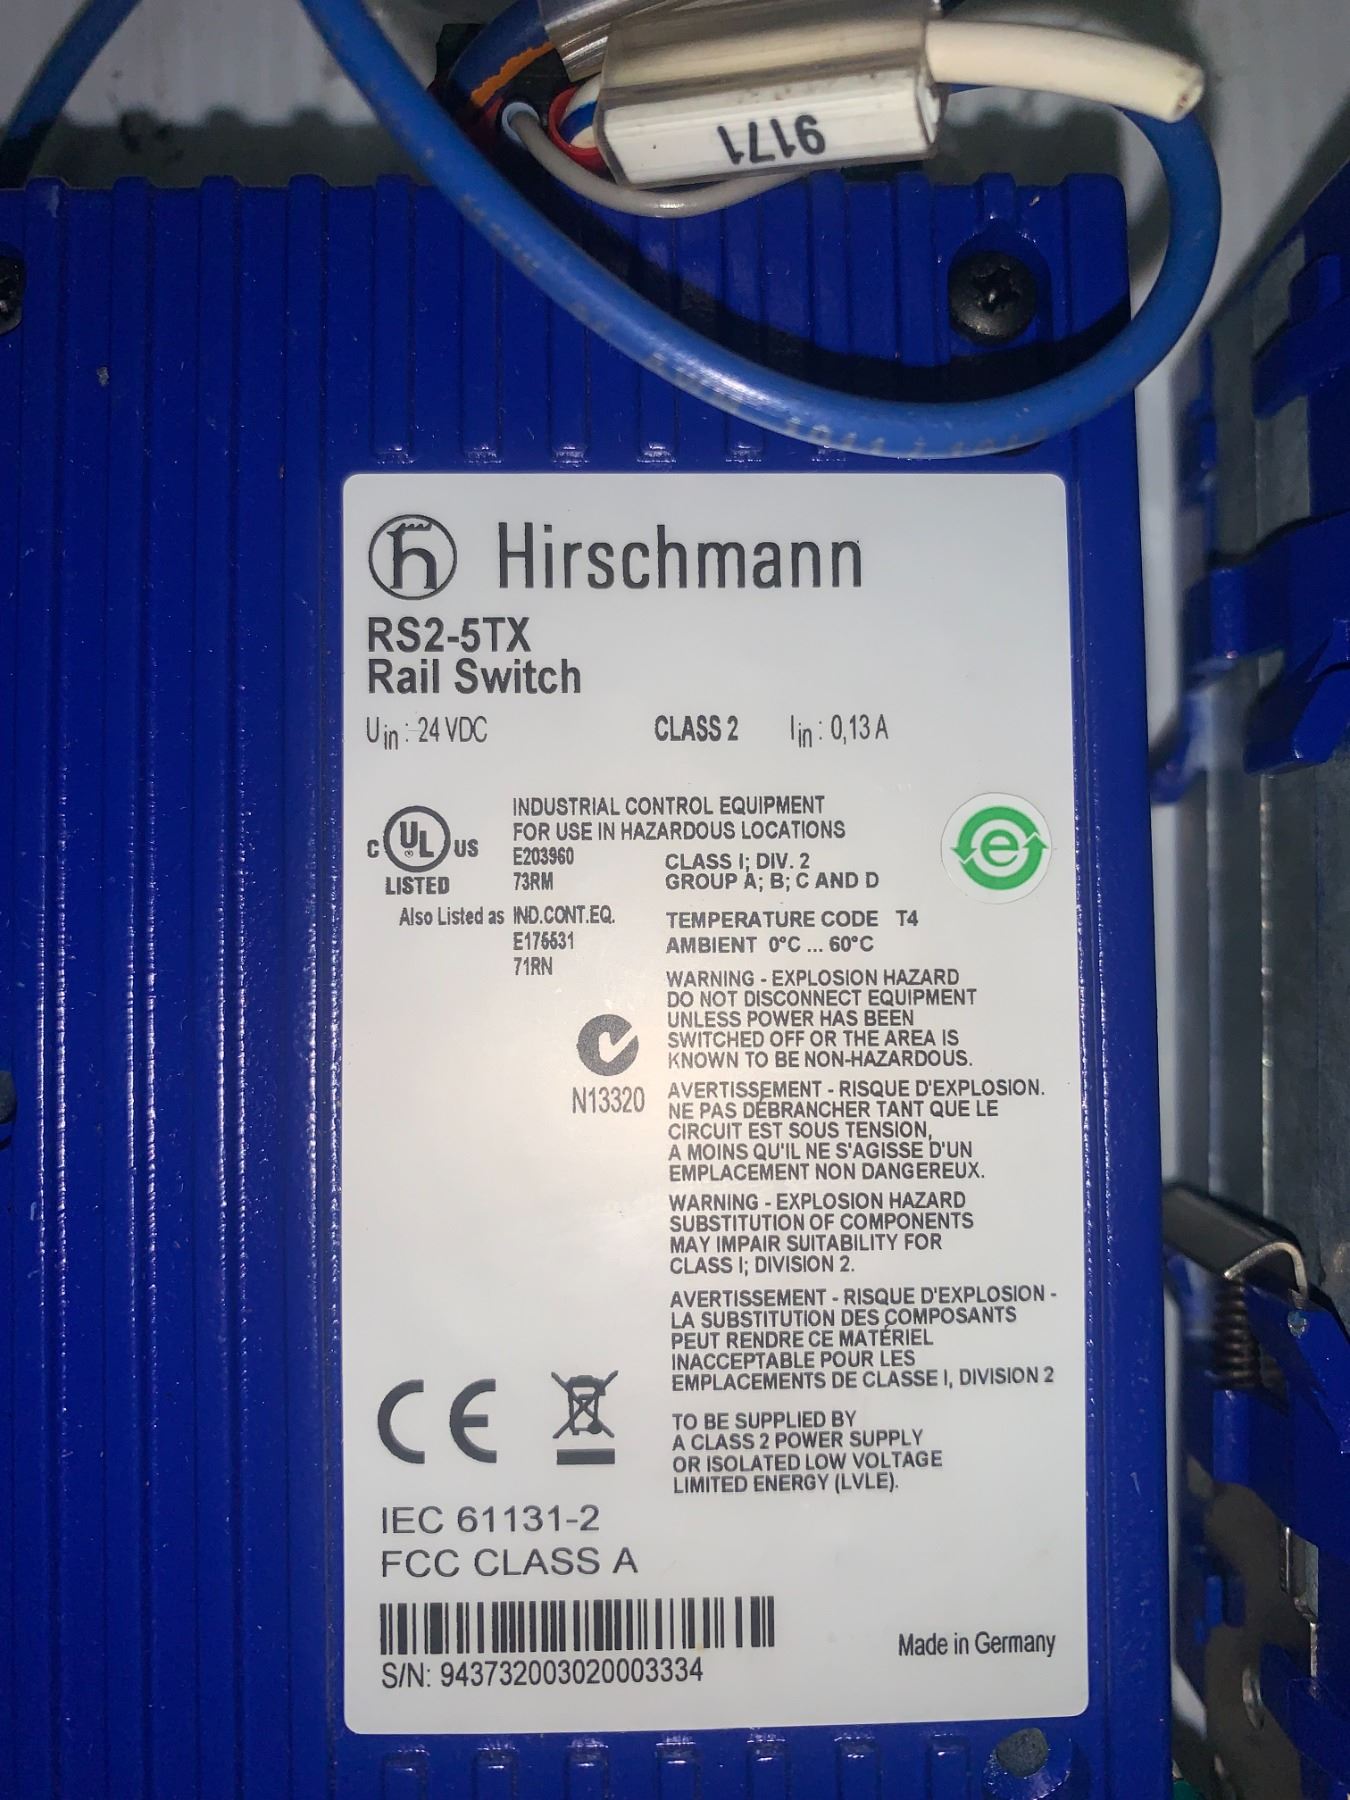 9171
Hirschmann
RS2-5TX
Rail Switch
Uin : 24 VDC CLASS 2 Iin : 0,13 A
INDUSTRIAL CONTROL EQUIPMENT
FOR USE IN HAZARDOUS LOCATIONS
C UL US
LISTED
E203960
73RM
CLASS I; DIV. 2
GROUP A; B; C AND D
e
Also Listed as IND.CONT.EQ.
E175531
71RN
TEMPERATURE CODE T4
AMBIENT 0°C ... 60°C
WARNING - EXPLOSION HAZARD
DO NOT DISCONNECT EQUIPMENT
UNLESS POWER HAS BEEN
SWITCHED OFF OR THE AREA IS
KNOWN TO BE NON-HAZARDOUS.
N13320
AVERTISSEMENT - RISQUE D'EXPLOSION.
NE PAS DÉBRANCHER TANT QUE LE
CIRCUIT EST SOUS TENSION,
A MOINS QU'IL NE S'AGISSE D'UN
EMPLACEMENT NON DANGEREUX.
WARNING - EXPLOSION HAZARD
SUBSTITUTION OF COMPONENTS
MAY IMPAIR SUITABILITY FOR
CLASS I; DIVISION 2.
AVERTISSEMENT - RISQUE D'EXPLOSION -
LA SUBSTITUTION DES COMPOSANTS
PEUT RENDRE CE MATÉRIEL
INACCEPTABLE POUR LES
EMPLACEMENTS DE CLASSE I, DIVISION 2
TO BE SUPPLIED BY
A CLASS 2 POWER SUPPLY
OR ISOLATED LOW VOLTAGE
LIMITED ENERGY (LVLE).
CE
IEC 61131-2
FCC CLASS A
S/N: 943732003020003334
Made in Germany